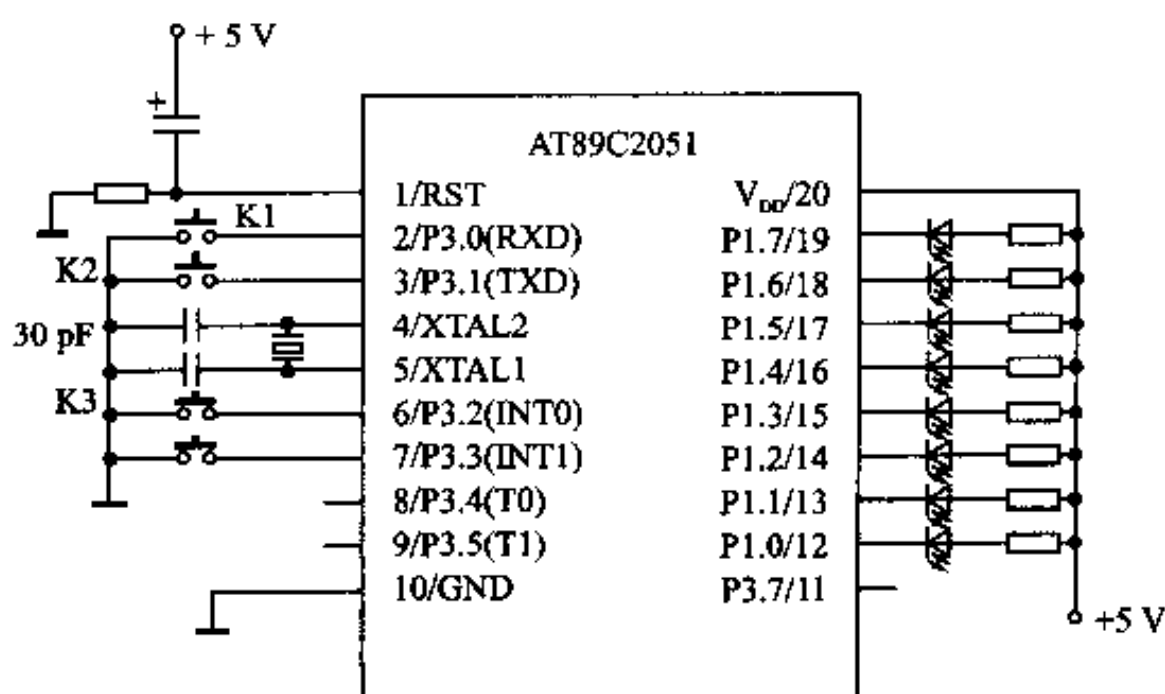 + 5 V
+
AT89C2051
1/RST
V_DD/20
K1
2/P3.0(RXD)
P1.7/19
K2
3/P3.1(TXD)
P1.6/18
30 pF
4/XTAL2
P1.5/17
5/XTAL1
P1.4/16
K3
6/P3.2(INT0)
P1.3/15
7/P3.3(INT1)
P1.2/14
8/P3.4(T0)
P1.1/13
9/P3.5(T1)
P1.0/12
10/GND
P3.7/11
+5 V